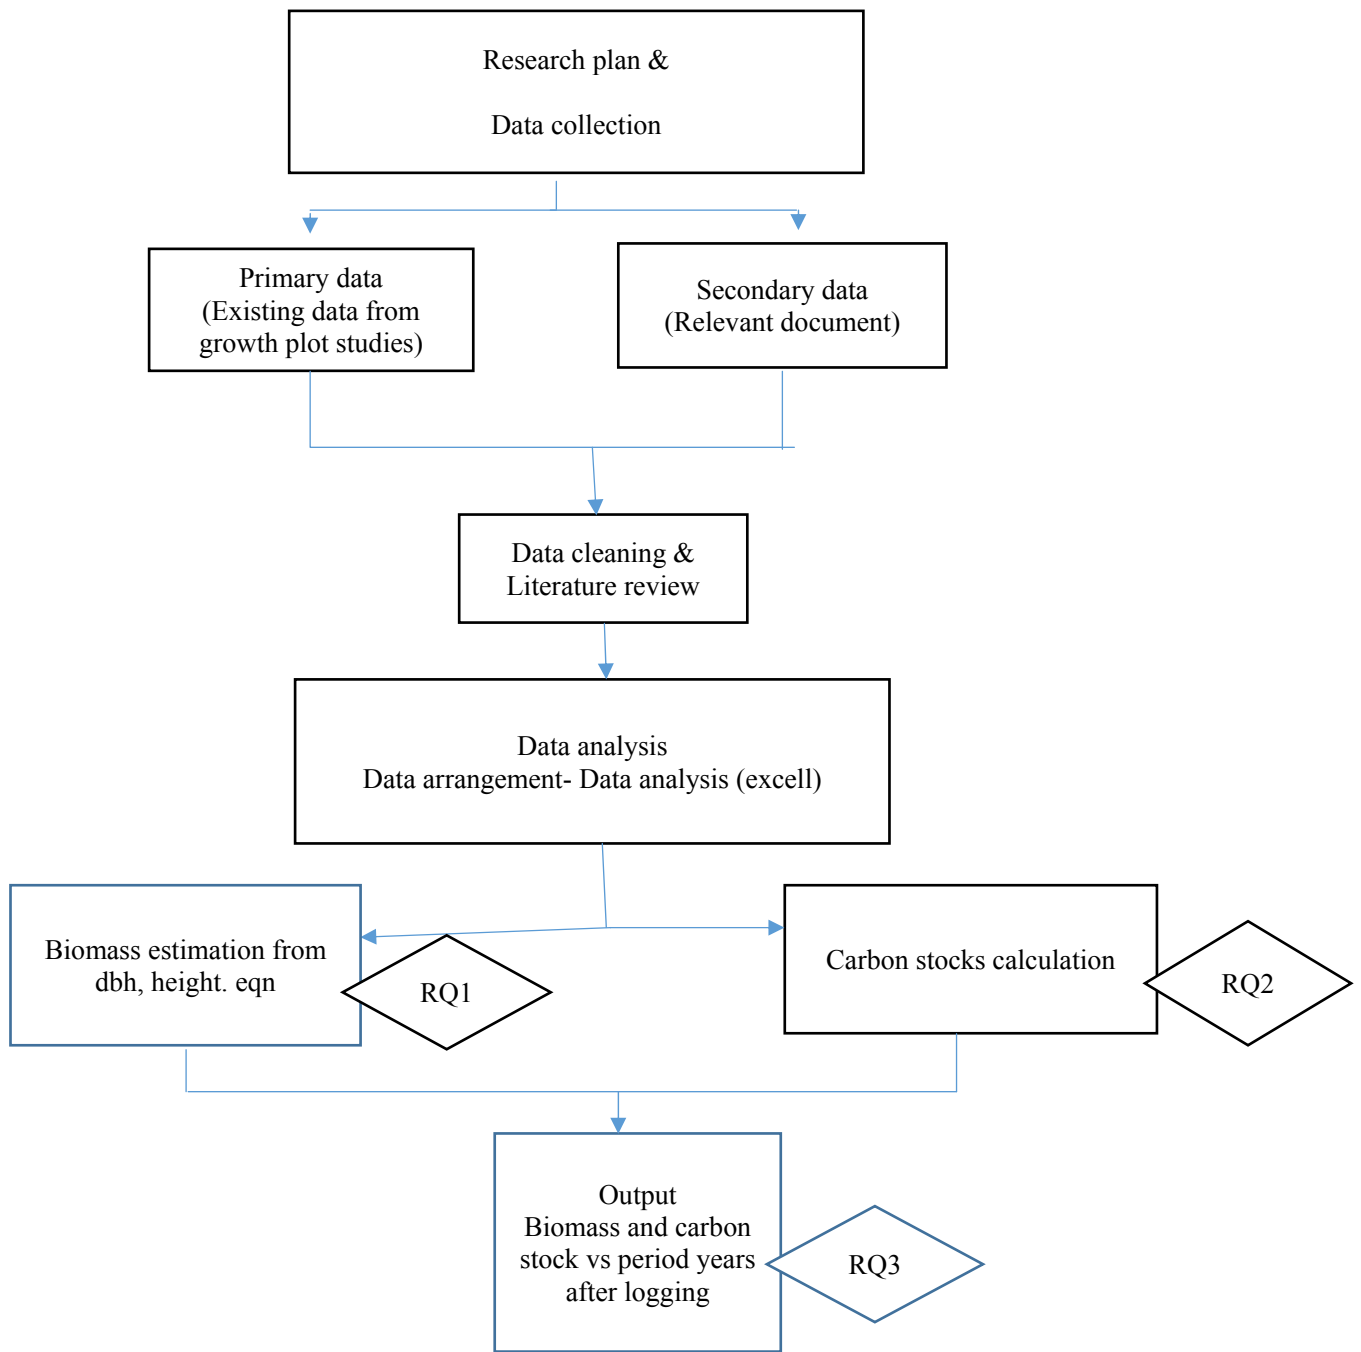 Research plan &
Data collection
Primary data
(Existing data from
growth plot studies)
Secondary data
(Relevant document)
Data cleaning &
Literature review
Data analysis
Data arrangement- Data analysis (excell)
Biomass estimation from
dbh, height. eqn
RQ1
Carbon stocks calculation
RQ2
Output
Biomass and carbon
stock vs period years
after logging
RQ3